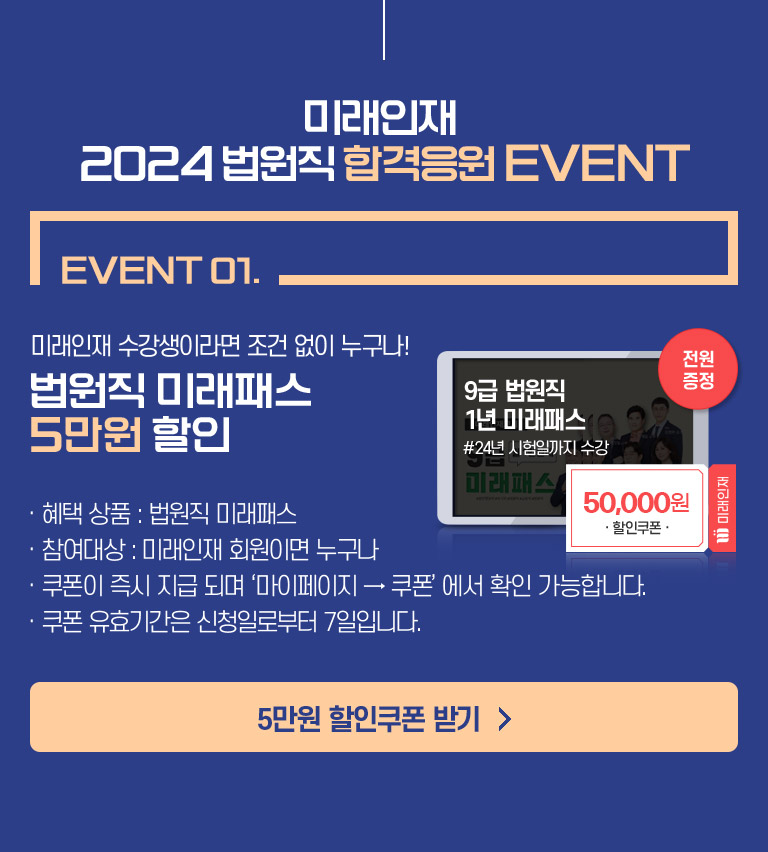 미래인재
2024 법원직 합격응원 EVENT
EVENT 01.
미래인재 수강생이라면 조건 없이 누구나!
법원직 미래패스
5만원 할인
전원
증정
9급 법원직
1년 미래패스
#24년 시험일까지 수강
9급
미래패스
50,000원
· 할인쿠폰 ·
미래인재
· 혜택 상품 : 법원직 미래패스
· 참여대상 : 미래인재 회원이면 누구나
· 쿠폰이 즉시 지급 되며 ‘마이페이지 → 쿠폰’ 에서 확인 가능합니다.
· 쿠폰 유효기간은 신청일로부터 7일입니다.
5만원 할인쿠폰 받기 >